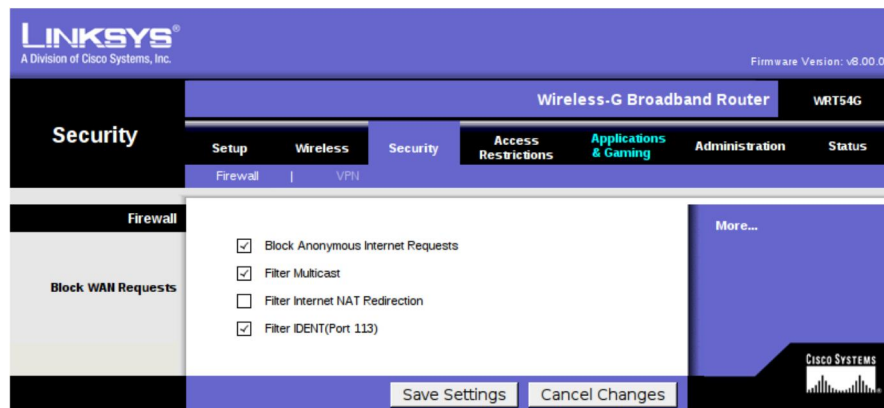 LINKSYS®
A Division of Cisco Systems, Inc.
Firmware Version: v8.00.0
Wireless-G Broadband Router WRT54G
Security
Setup Wireless Security Access Restrictions Applications & Gaming Administration Status
Firewall | VPN
Firewall
More...
Block WAN Requests
Block Anonymous Internet Requests
Filter Multicast
Filter Internet NAT Redirection
Filter IDENT(Port 113)
CISCO SYSTEMS
Save Settings Cancel Changes